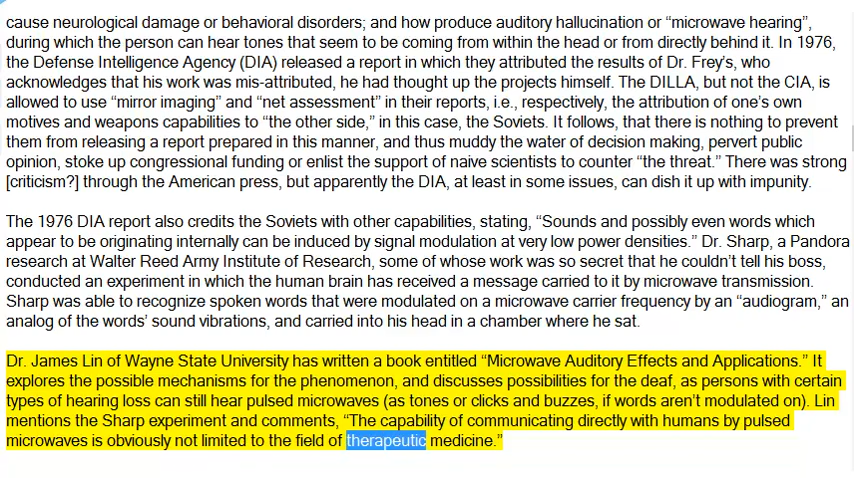 cause neurological damage or behavioral disorders; and how produce auditory hallucination or “microwave hearing”,
during which the person can hear tones that seem to be coming from within the head or from directly behind it. In 1976,
the Defense Intelligence Agency (DIA) released a report in which they attributed the results of Dr. Frey’s, who
acknowledges that his work was mis-attributed, he had thought up the projects himself. The DILLA, but not the CIA, is
allowed to use “mirror imaging” and “net assessment” in their reports, i.e., respectively, the attribution of one’s own
motives and weapons capabilities to “the other side,” in this case, the Soviets. It follows, that there is nothing to prevent
them from releasing a report prepared in this manner, and thus muddy the water of decision making, pervert public
opinion, stoke up congressional funding or enlist the support of naive scientists to counter “the threat.” There was strong
[criticism?] through the American press, but apparently the DIA, at least in some issues, can dish it up with impunity.
The 1976 DIA report also credits the Soviets with other capabilities, stating, “Sounds and possibly even words which
appear to be originating internally can be induced by signal modulation at very low power densities.” Dr. Sharp, a Pandora
research at Walter Reed Army Institute of Research, some of whose work was so secret that he couldn’t tell his boss,
conducted an experiment in which the human brain has received a message carried to it by microwave transmission.
Sharp was able to recognize spoken words that were modulated on a microwave carrier frequency by an “audiogram,” an
analog of the words’ sound vibrations, and carried into his head in a chamber where he sat.
Dr. James Lin of Wayne State University has written a book entitled “Microwave Auditory Effects and Applications.” It
explores the possible mechanisms for the phenomenon, and discusses possibilities for the deaf, as persons with certain
types of hearing loss can still hear pulsed microwaves (as tones or clicks and buzzes, if words aren’t modulated on). Lin
mentions the Sharp experiment and comments, “The capability of communicating directly with humans by pulsed
microwaves is obviously not limited to the field of therapeutic medicine.”